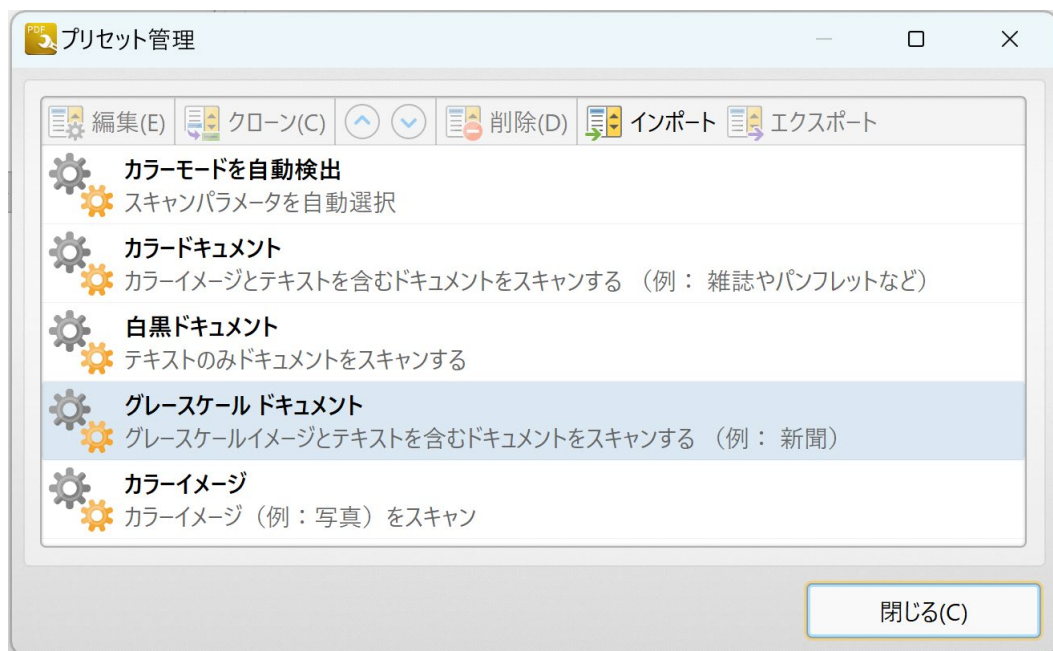 PDF
プリセット管理
編集(E) クローン(C) 削除(D) インポート エクスポート
カラーモードを自動検出
スキャンパラメータを自動選択
カラードキュメント
カラーイメージとテキストを含むドキュメントをスキャンする （例： 雑誌やパンフレットなど）
白黒ドキュメント
テキストのみドキュメントをスキャンする
グレースケール ドキュメント
グレースケールイメージとテキストを含むドキュメントをスキャンする （例： 新聞）
カラーイメージ
カラーイメージ（例：写真）をスキャン
閉じる(C)